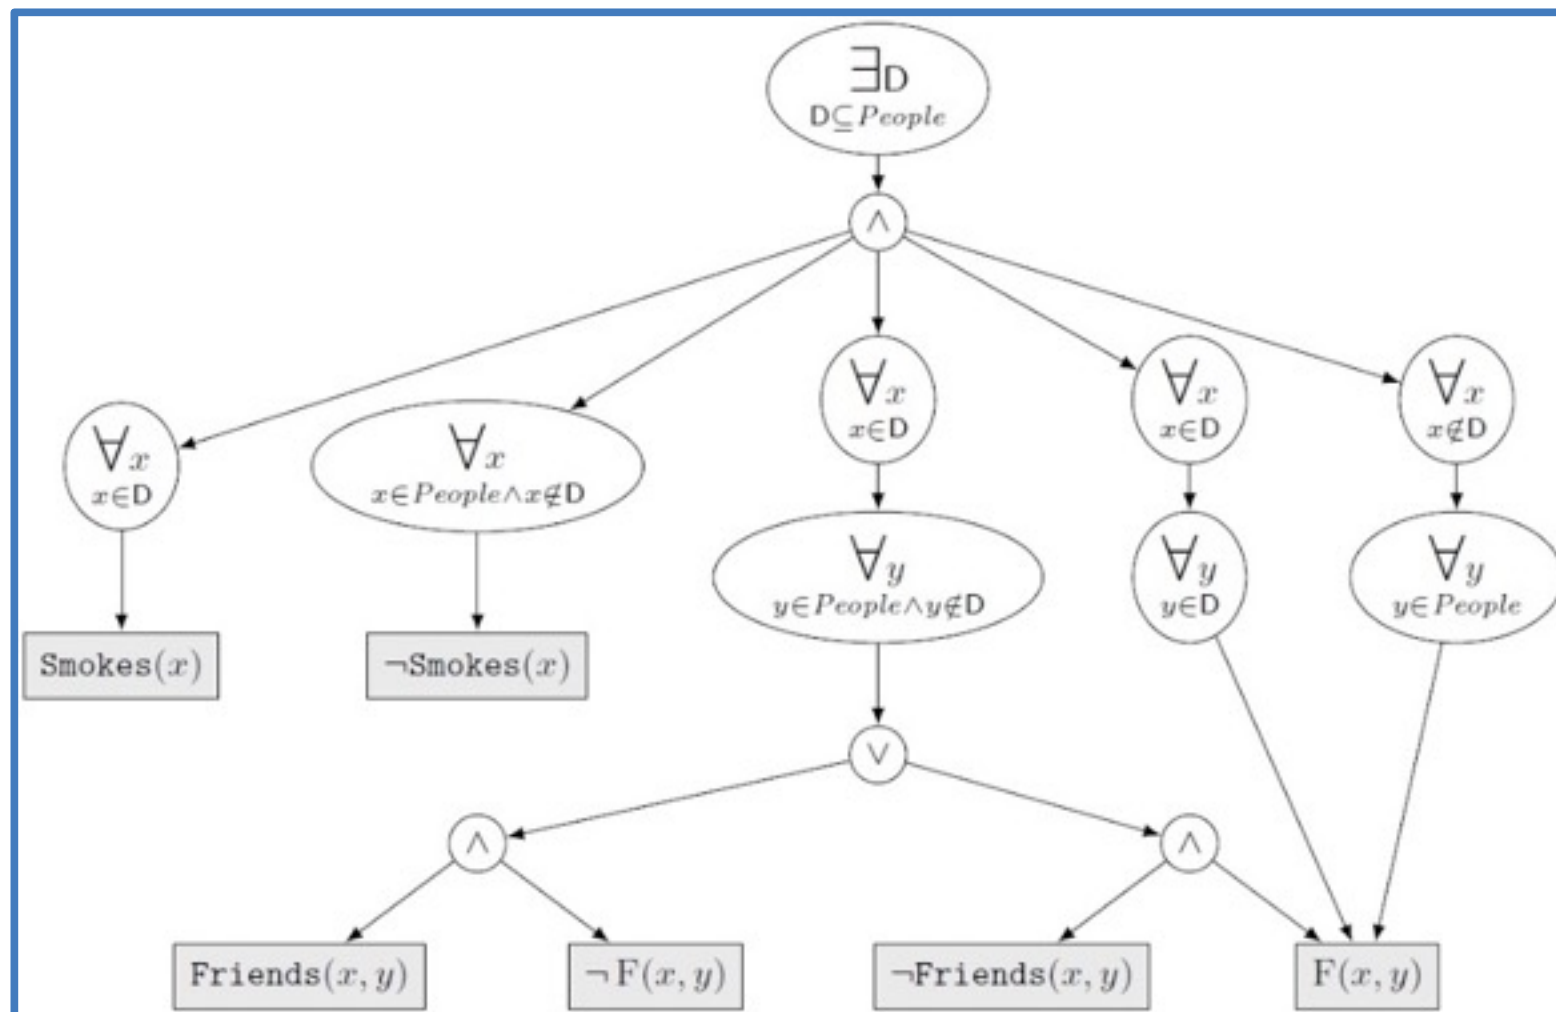 ∃D
D⊆People
∧
∀x
x∈D
∀x
x∈People∧x∉D
∀x
x∈D
∀x
x∈D
∀x
x∉D
∀y
y∈People∧y∉D
∀y
y∈D
∀y
y∈People
Smokes(x)
¬Smokes(x)
∨
∧
∧
Friends(x, y)
¬ F(x, y)
¬Friends(x, y)
F(x, y)